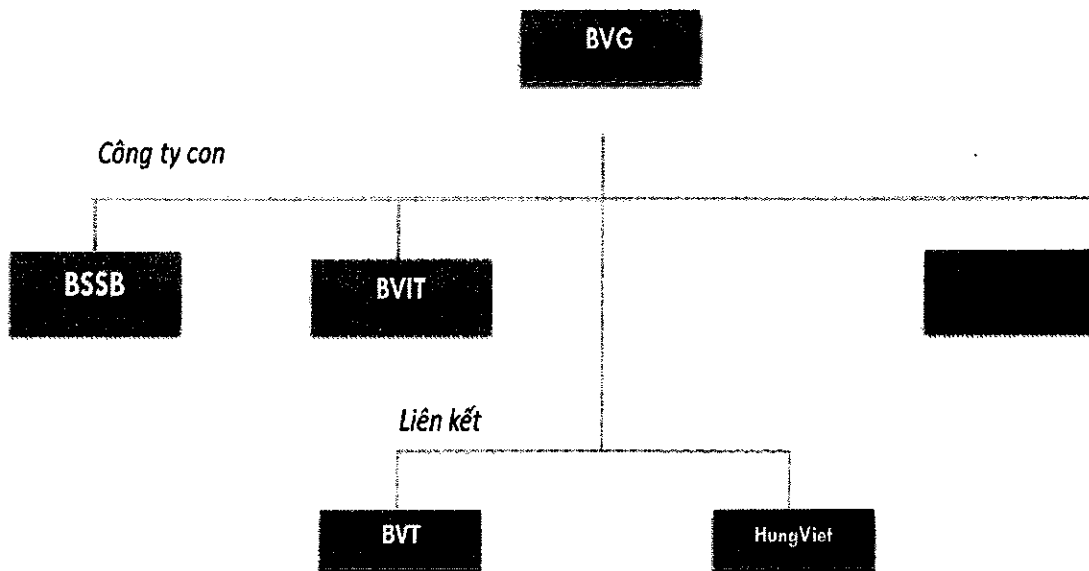 BVG
Công ty con
BSSB
BVIT
Liên kết
BVT
HungViet